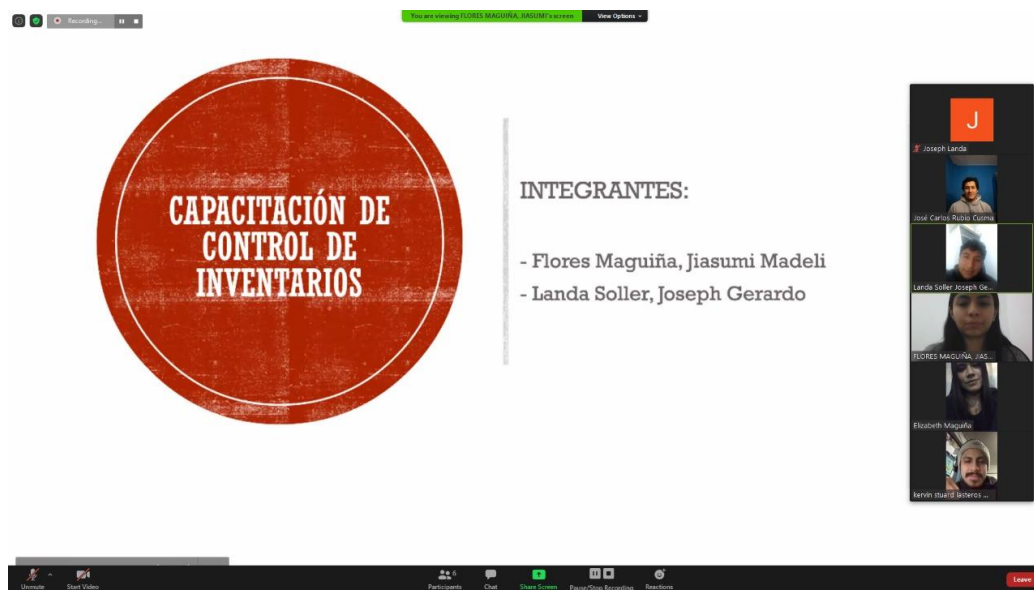 Recording...
You are viewing FLORES MAGUIÑA, JIASUMI's screen
View Options
CAPACITACIÓN DE
CONTROL DE
INVENTARIOS
INTEGRANTES:
- Flores Maguiña, Jiasumi Madeli
- Landa Soller, Joseph Gerardo
J
Joseph Landa
José Carlos Rubio Cusma
Landa Soller Joseph Ge...
FLORES MAGUIÑA, JIAS...
Elizabeth Maguiña
kervin stuard lasteros ...
Unmute
Start Video
6
Participants
Chat
Share Screen
Pause/Stop Recording
Reactions
Leave